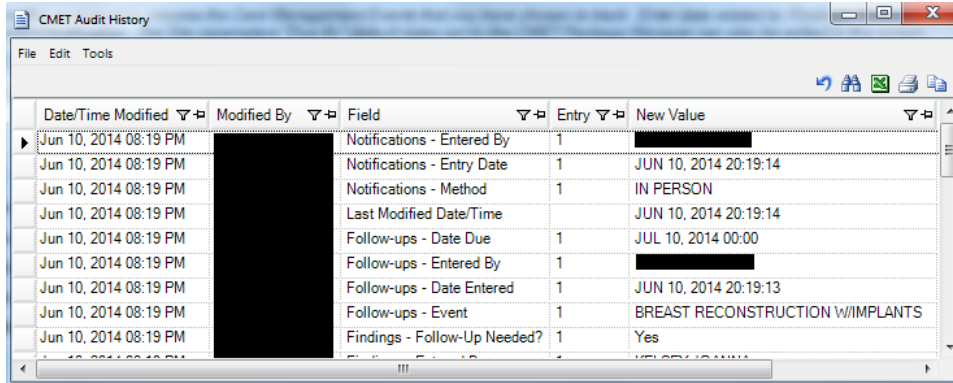 CMET Audit History
File Edit Tools
Date/Time Modified Modified By Field Entry New Value
Jun 10, 2014 08:19 PM Notifications - Entered By 1
Jun 10, 2014 08:19 PM Notifications - Entry Date 1 JUN 10, 2014 20:19:14
Jun 10, 2014 08:19 PM Notifications - Method 1 IN PERSON
Jun 10, 2014 08:19 PM Last Modified Date/Time JUN 10, 2014 20:19:14
Jun 10, 2014 08:19 PM Follow-ups - Date Due 1 JUL 10, 2014 00:00
Jun 10, 2014 08:19 PM Follow-ups - Entered By 1
Jun 10, 2014 08:19 PM Follow-ups - Date Entered 1 JUN 10, 2014 20:19:13
Jun 10, 2014 08:19 PM Follow-ups - Event 1 BREAST RECONSTRUCTION W/IMPLANTS
Jun 10, 2014 08:19 PM Findings - Follow-Up Needed? 1 Yes